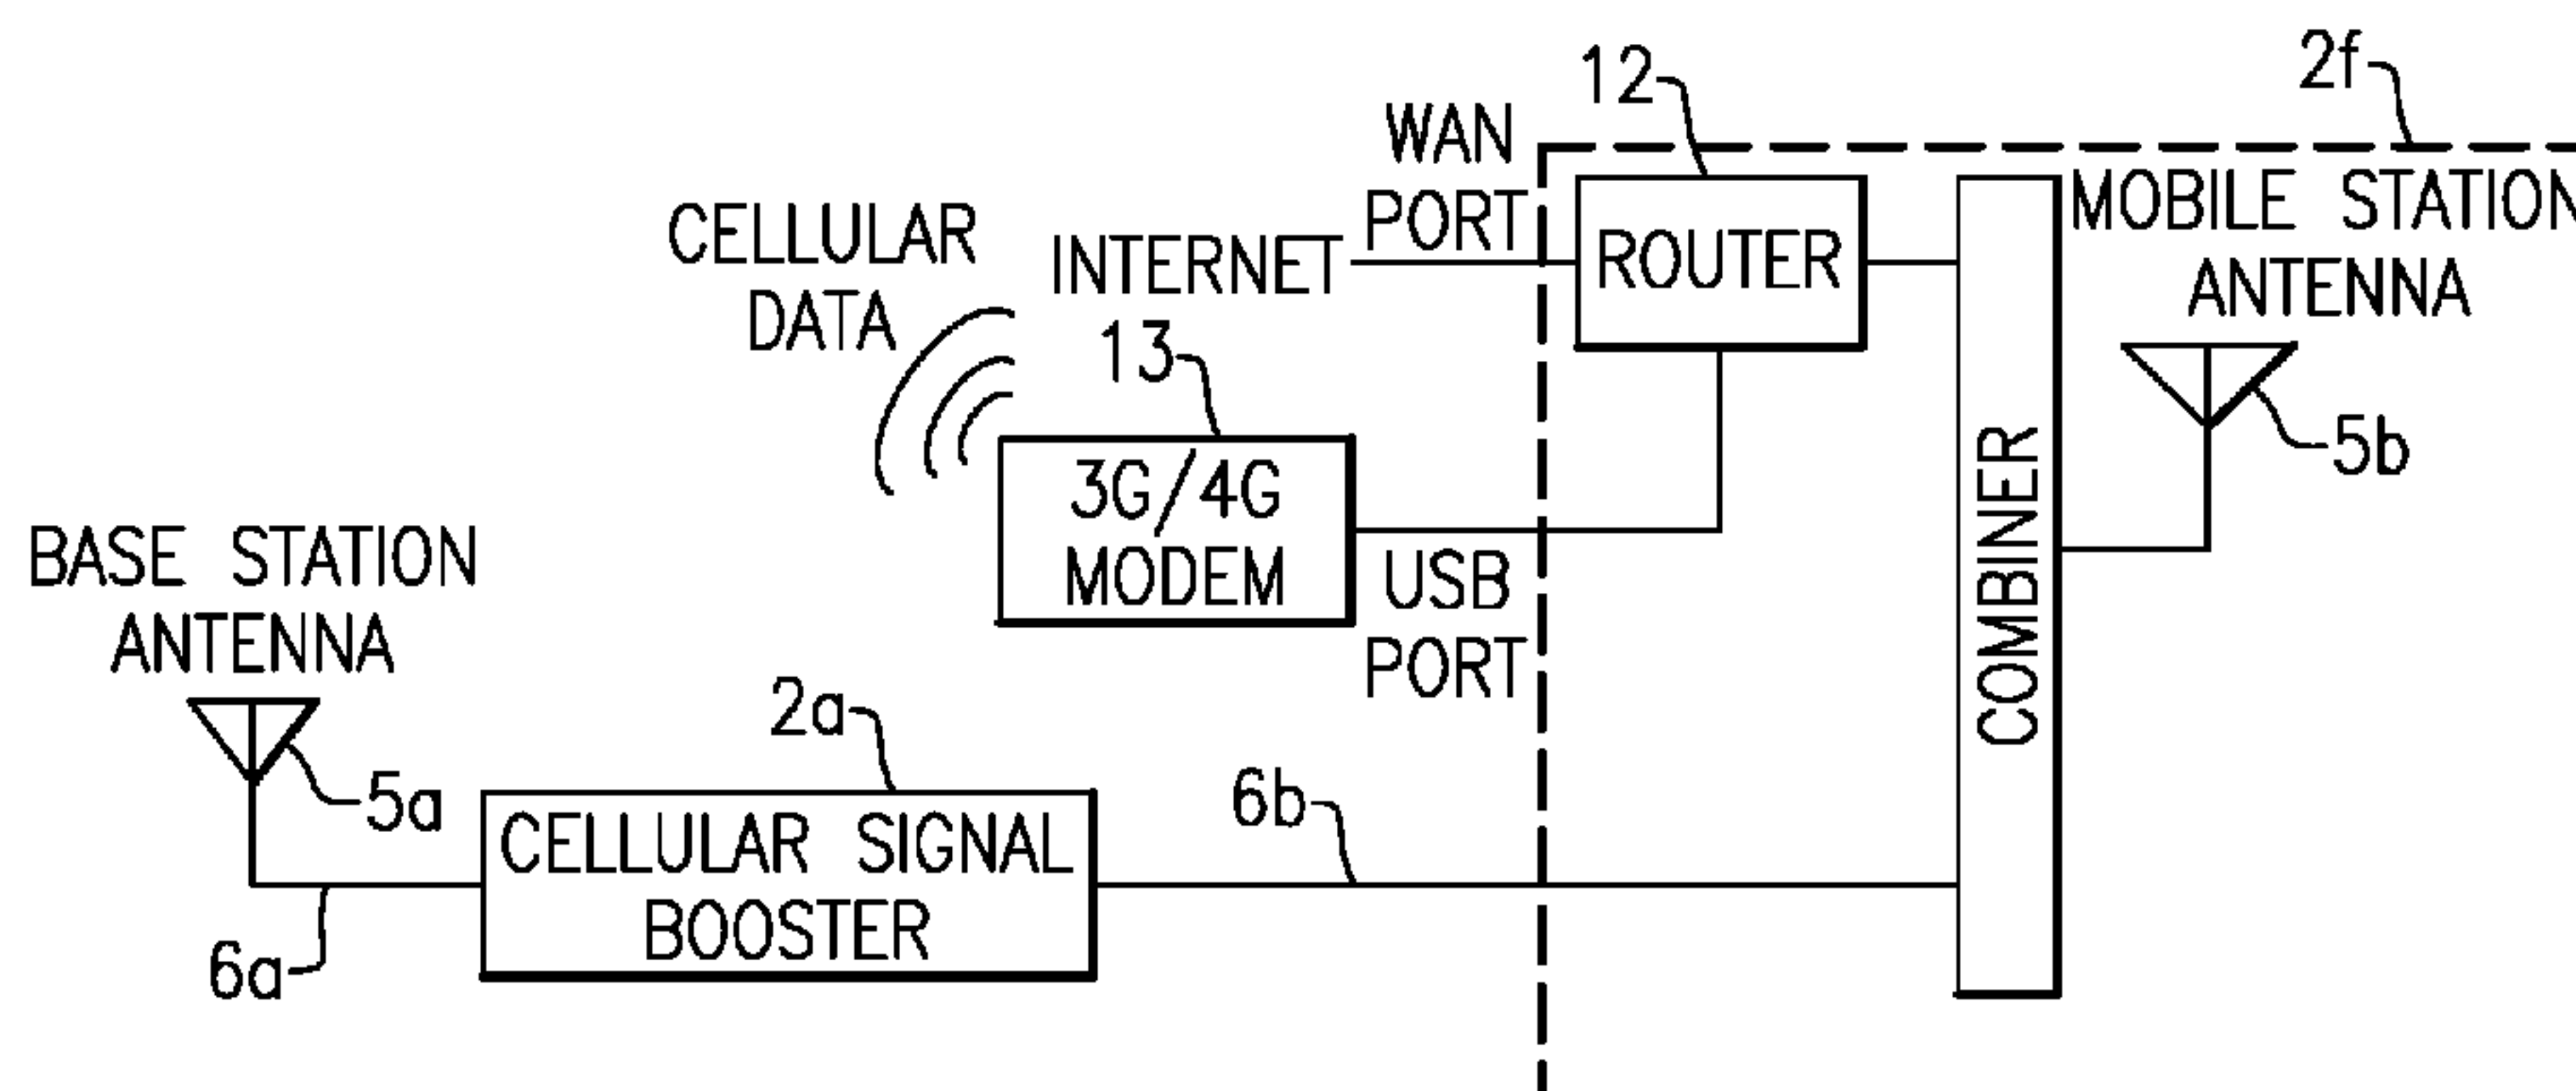 2f
12
WAN
PORT
MOBILE STATION
ANTENNA
CELLULAR
DATA
INTERNET
ROUTER
13
3G/4G
MODEM
USB
PORT
COMBINER
5b
BASE STATION
ANTENNA
5a
2a
CELLULAR SIGNAL
BOOSTER
6a
6b